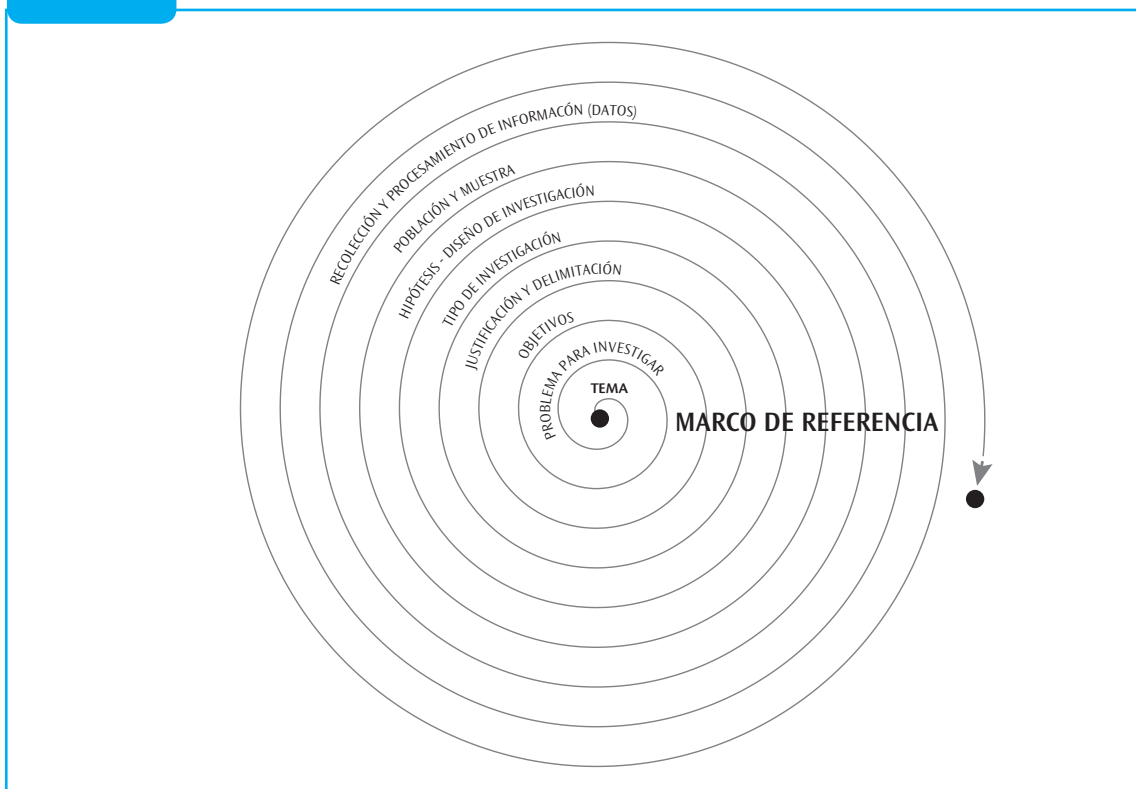 RECOLECCIÓN Y PROCESAMIENTO DE INFORMACÓN (DATOS)
POBLACIÓN Y MUESTRA
HIPÓTESIS - DISEÑO DE INVESTIGACIÓN
TIPO DE INVESTIGACIÓN
JUSTIFICACIÓN Y DELIMITACIÓN
OBJETIVOS
PROBLEMA PARA INVESTIGAR
TEMA
MARCO DE REFERENCIA